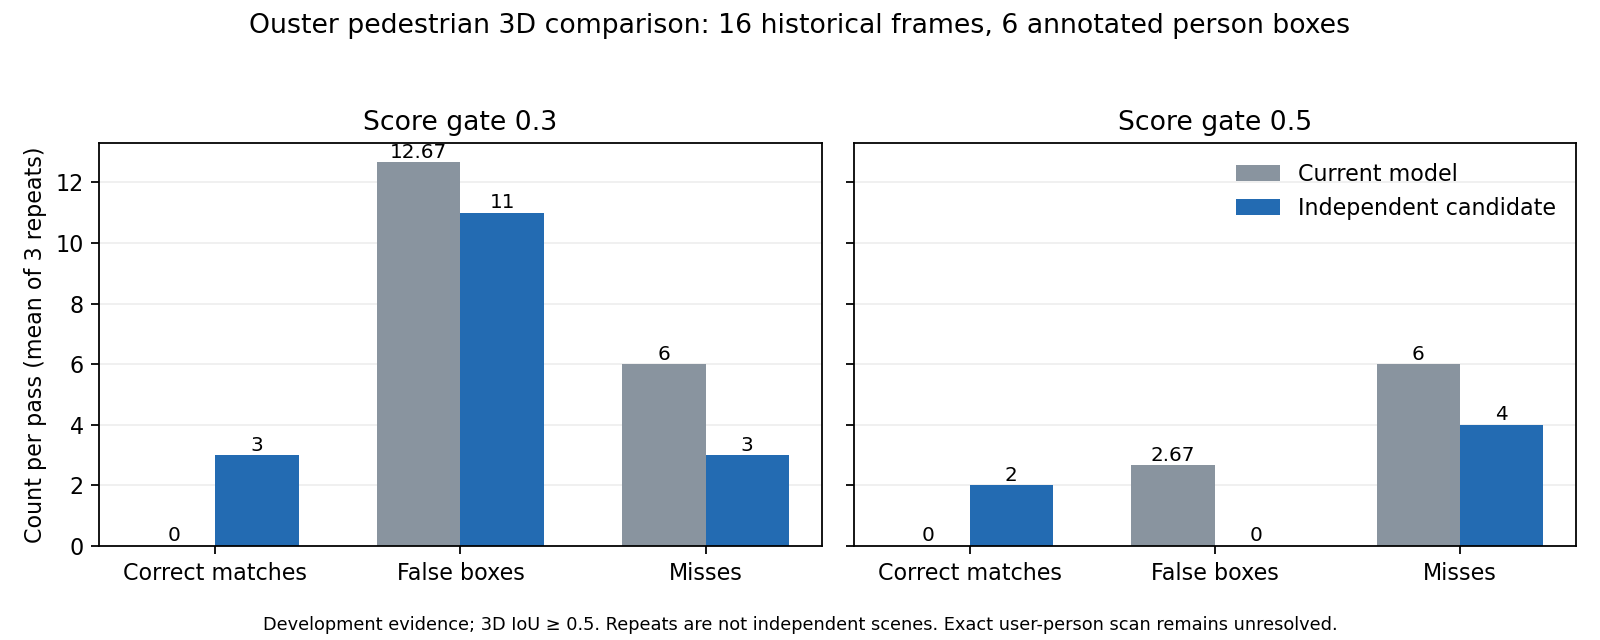 Ouster pedestrian 3D comparison: 16 historical frames, 6 annotated person boxes
Score gate 0.3
Count per pass (mean of 3 repeats)
12
10
8
6
4
2
0
0
3
12.67
11
6
3
Correct matches
False boxes
Misses
Score gate 0.5
Current model
Independent candidate
0
2
2.67
0
6
4
Correct matches
False boxes
Misses
Development evidence; 3D IoU ≥ 0.5. Repeats are not independent scenes. Exact user-person scan remains unresolved.